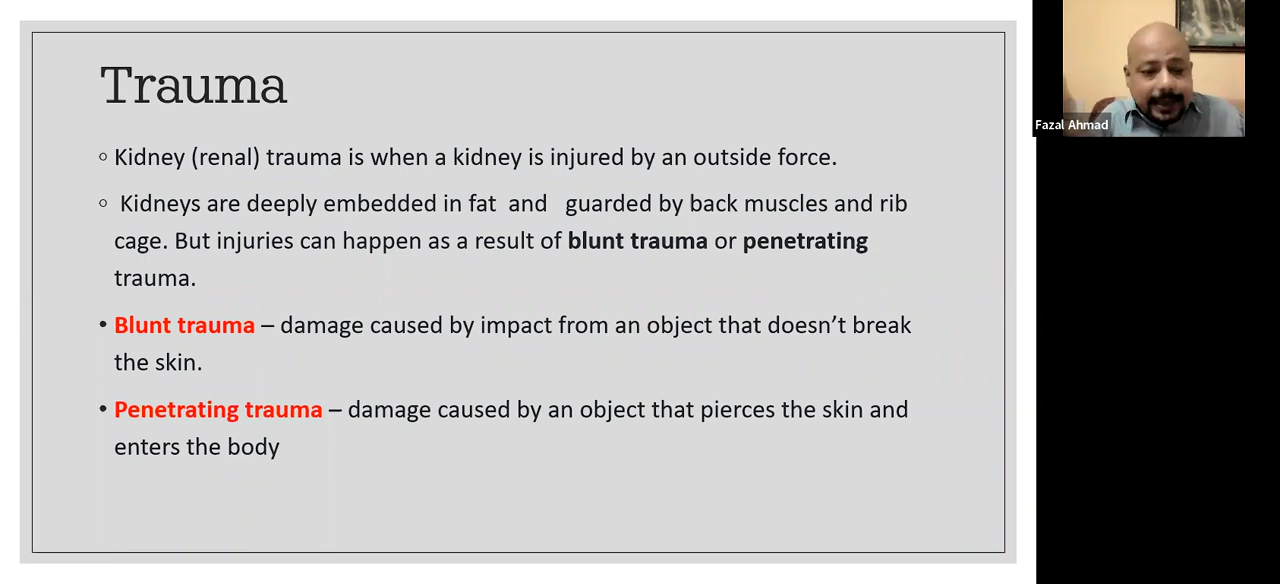 Trauma
◦ Kidney (renal) trauma is when a kidney is injured by an outside force.
◦ Kidneys are deeply embedded in fat and guarded by back muscles and rib
cage. But injuries can happen as a result of blunt trauma or penetrating
trauma.
• Blunt trauma – damage caused by impact from an object that doesn’t break
the skin.
• Penetrating trauma – damage caused by an object that pierces the skin and
enters the body
Fazal Ahmad